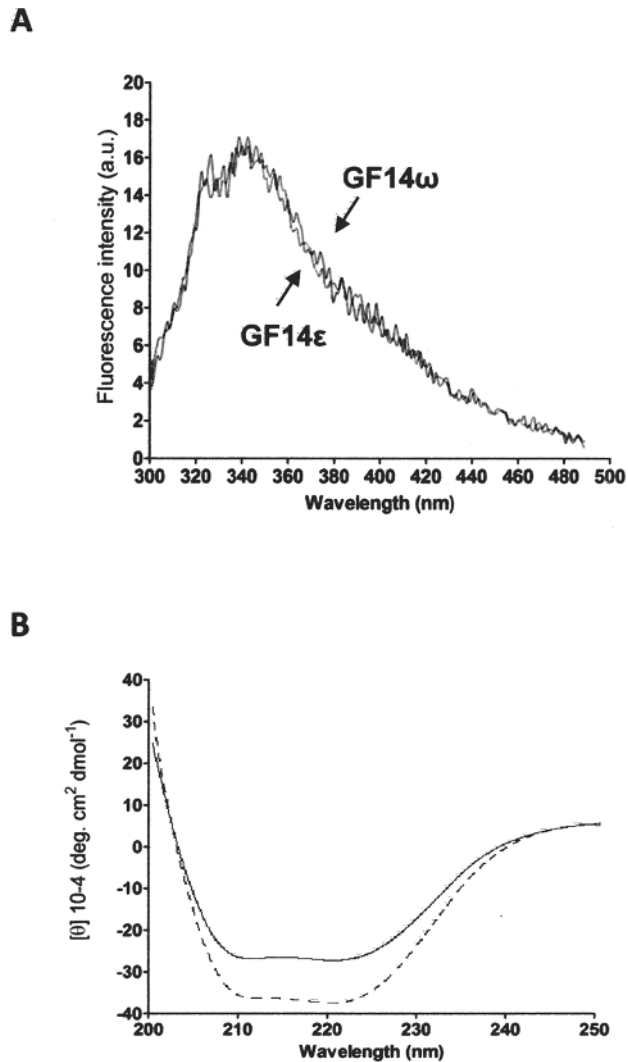 A
Fluorescence intensity (a.u.)
20
18
16
14
12
10
8
6
4
2
0
GF14ω
GF14ε
300 320 340 360 380 400 420 440 460 480 500
Wavelength (nm)
B
[θ] 10-4 (deg. cm² dmol⁻¹)
40
30
20
10
0
-10
-20
-30
-40
200 210 220 230 240 250
Wavelength (nm)